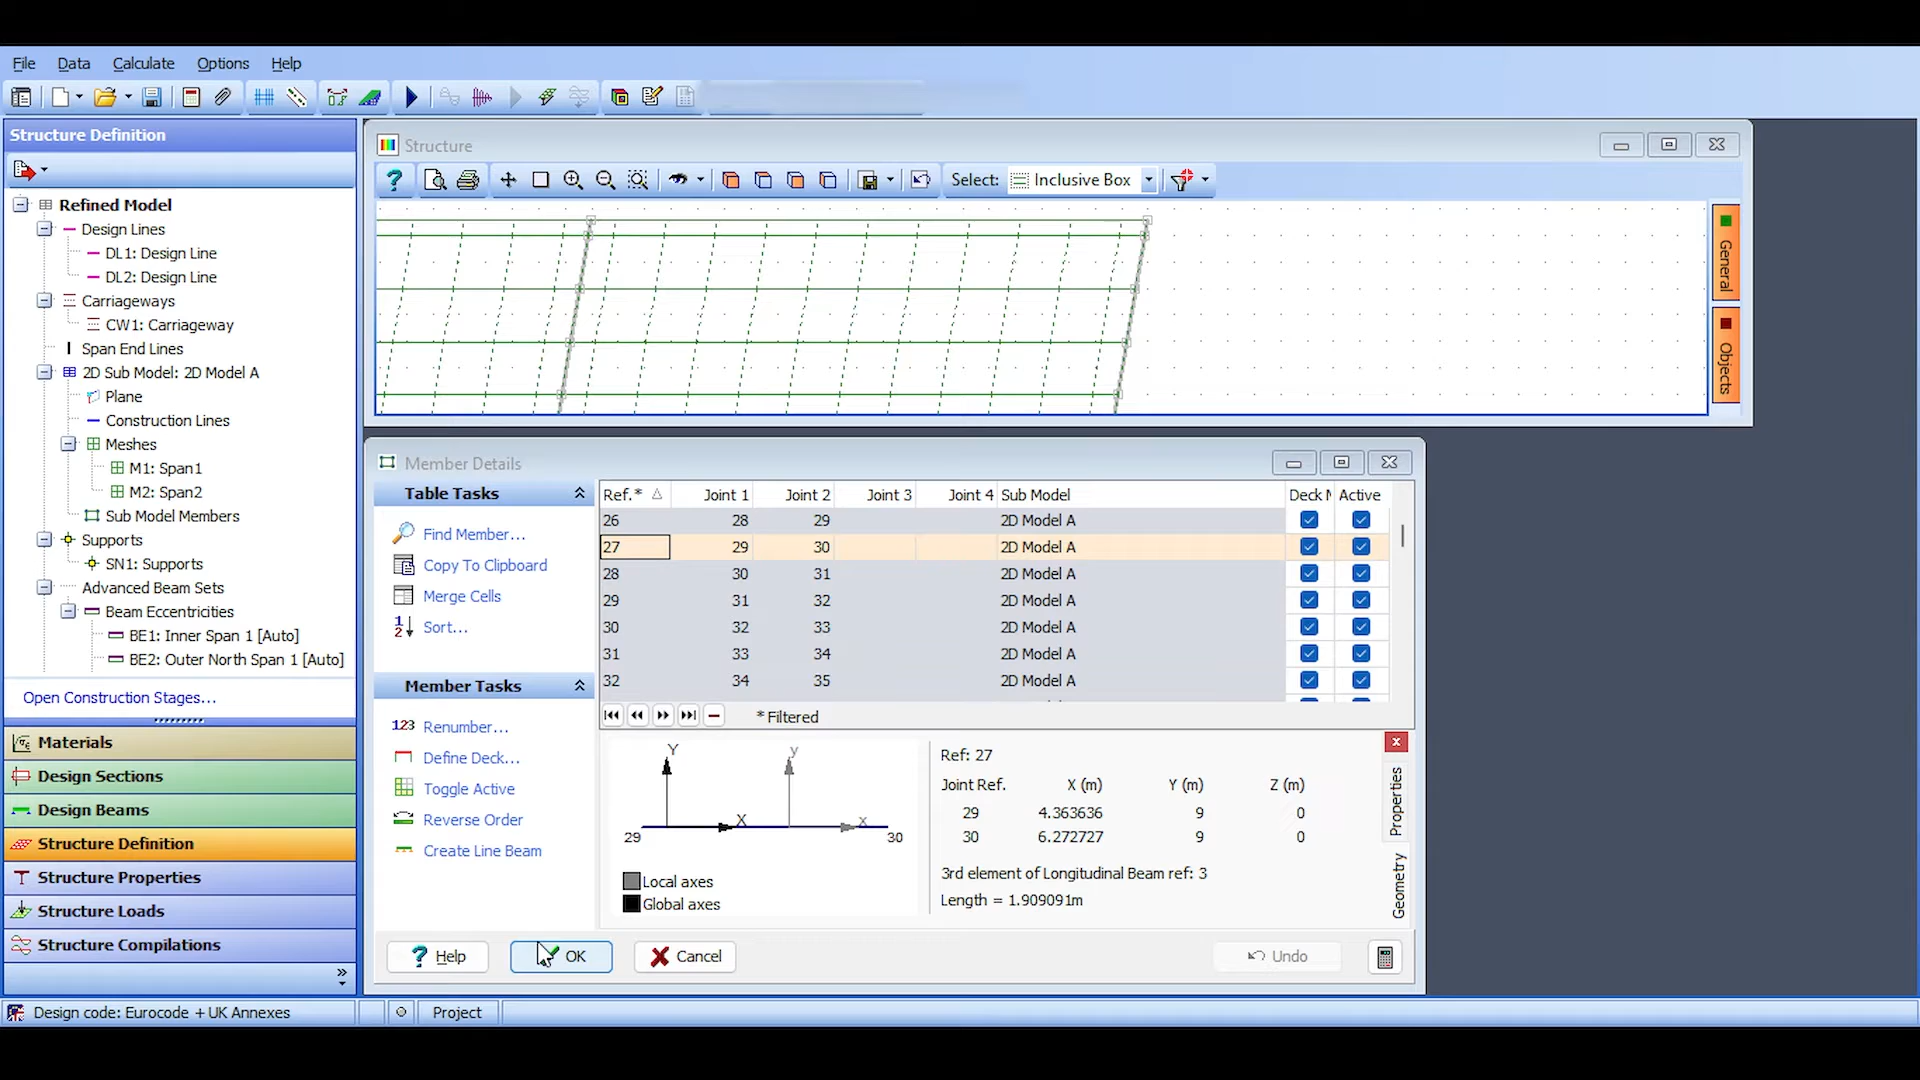 File Data Calculate Options Help
Structure Definition
Refined Model
Design Lines
DL1: Design Line
DL2: Design Line
Carriageways
CW1: Carriageway
Span End Lines
2D Sub Model: 2D Model A
Plane
Construction Lines
Meshes
M1: Span1
M2: Span2
Sub Model Members
Supports
SN1: Supports
Advanced Beam Sets
Beam Eccentricities
BE1: Inner Span 1 [Auto]
BE2: Outer North Span 1 [Auto]
Open Construction Stages...
Materials
Design Sections
Design Beams
Structure Definition
Structure Properties
Structure Loads
Structure Compilations
Structure
Select: Inclusive Box
General
Objects
Member Details
Table Tasks
Find Member...
Copy To Clipboard
Merge Cells
Sort...
Member Tasks
123 Renumber...
Define Deck...
Toggle Active
Reverse Order
Create Line Beam
Ref.* Joint 1 Joint 2 Joint 3 Joint 4 Sub Model Deck M Active
26 28 29 2D Model A
27 29 30 2D Model A
28 30 31 2D Model A
29 31 32 2D Model A
30 32 33 2D Model A
31 33 34 2D Model A
32 34 35 2D Model A
* Filtered
Y y
X x
29 30
Local axes
Global axes
Ref: 27
Joint Ref. X (m) Y (m) Z (m)
29 4.363636 9 0
30 6.272727 9 0
3rd element of Longitudinal Beam ref: 3
Length = 1.909091m
Properties
Geometry
Help OK Cancel Undo
Design code: Eurocode + UK Annexes Project